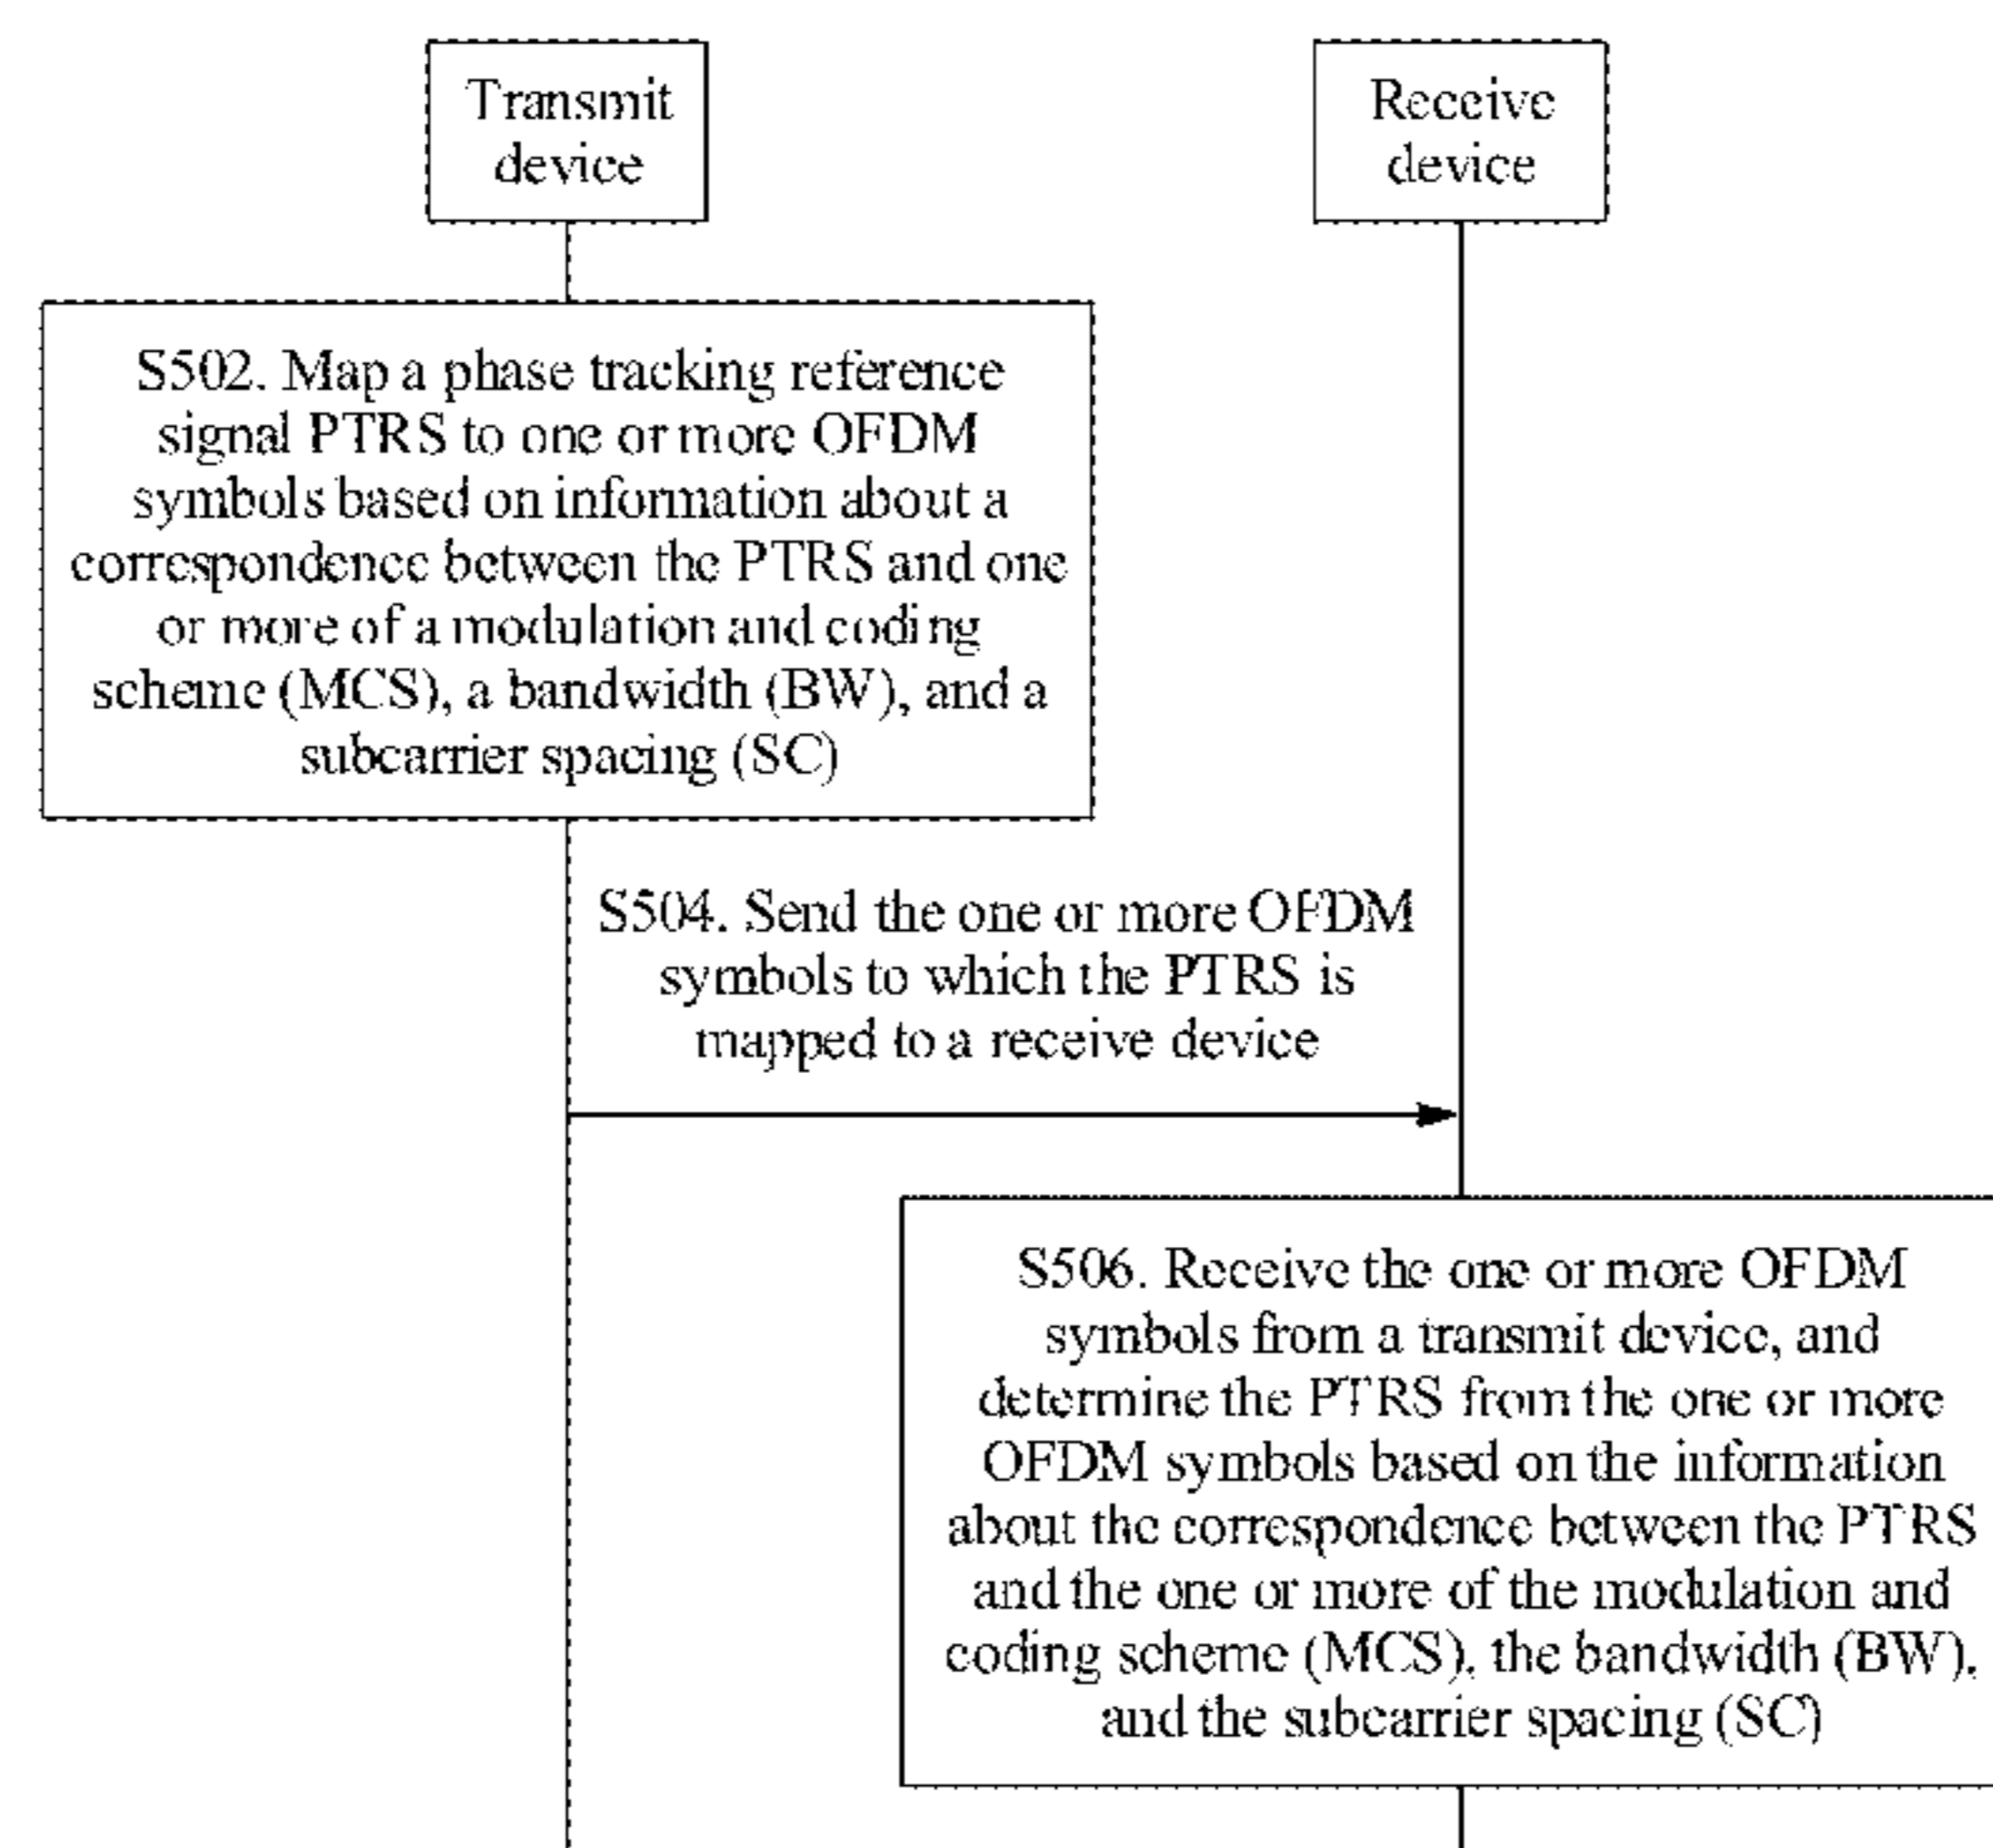 Transmit
device
Receive
device
S502. Map a phase tracking reference
signal PTRS to one or more OFDM
symbols based on information about a
correspondence between the PTRS and one
or more of a modulation and coding
scheme (MCS), a bandwidth (BW), and a
subcarrier spacing (SC)
S504. Send the one or more OFDM
symbols to which the PTRS is
mapped to a receive device
S506. Receive the one or more OFDM
symbols from a transmit device, and
determine the PTRS from the one or more
OFDM symbols based on the information
about the correspondence between the PTRS
and the one or more of the modulation and
coding scheme (MCS), the bandwidth (BW),
and the subcarrier spacing (SC)